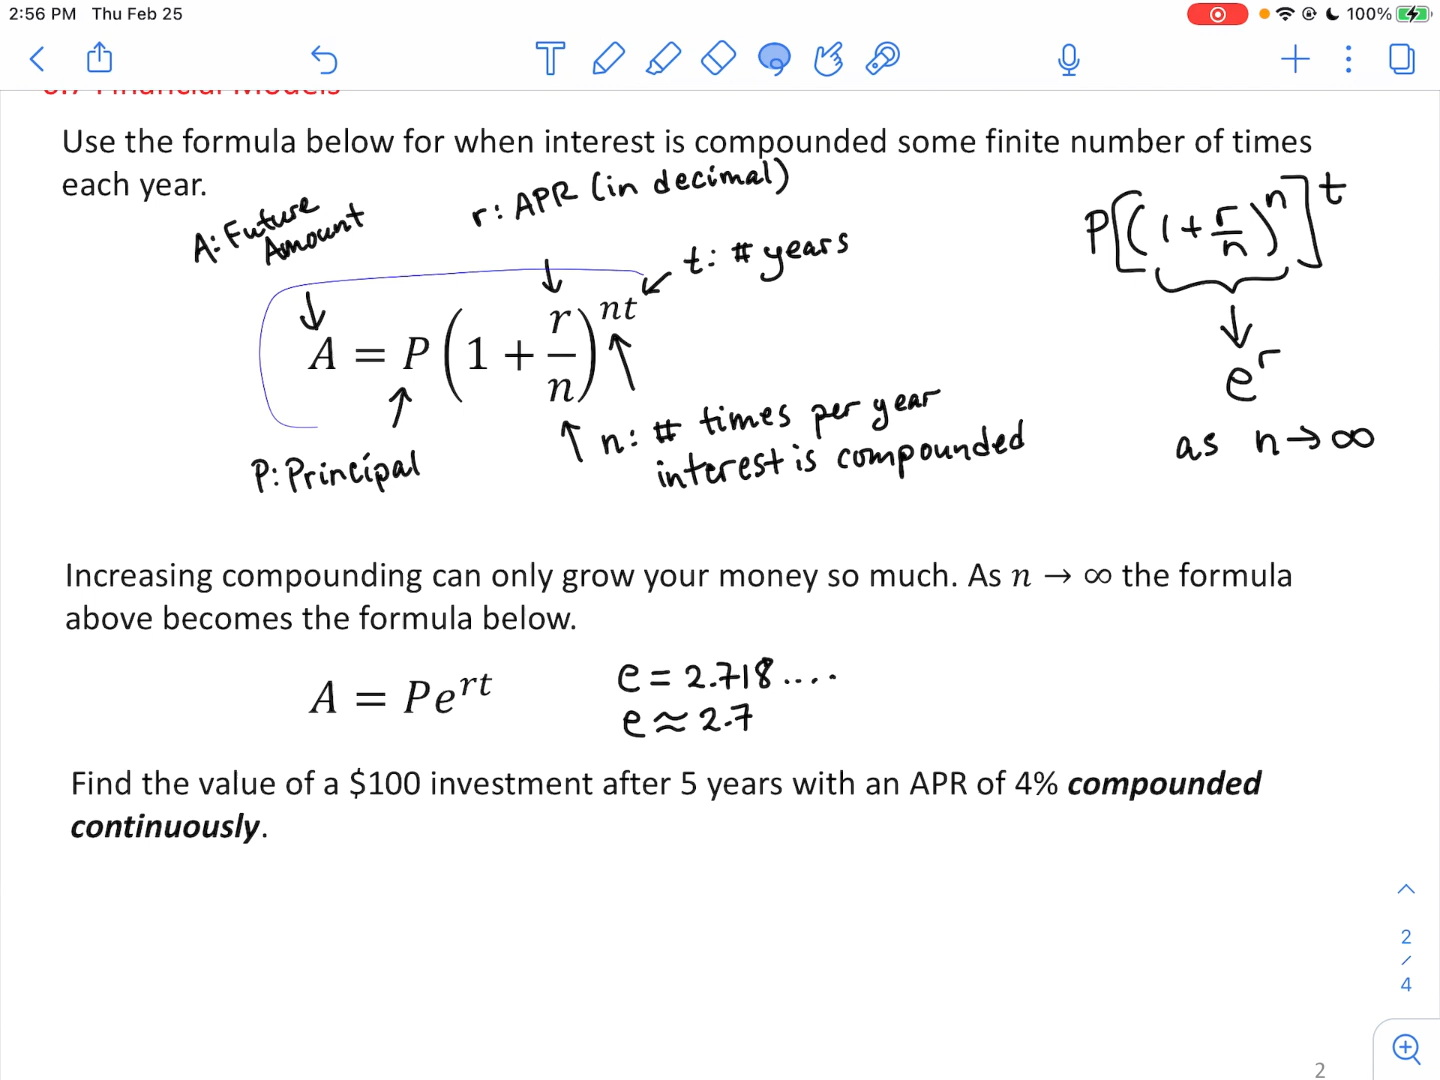 2:56 PM Thu Feb 25
100%
Use the formula below for when interest is compounded some finite number of times
each year.
r: APR (in decimal)
A: Future
Amount
t: # years
P[(1 + r/n)^n]^t
A = P(1 + r/n)^nt
e^r
as n → ∞
n: # times per year
interest is compounded
P: Principal
Increasing compounding can only grow your money so much. As n → ∞ the formula
above becomes the formula below.
A = Pe^rt
e = 2.718....
e ≈ 2.7
Find the value of a $100 investment after 5 years with an APR of 4% compounded
continuously.
2
/
4
2